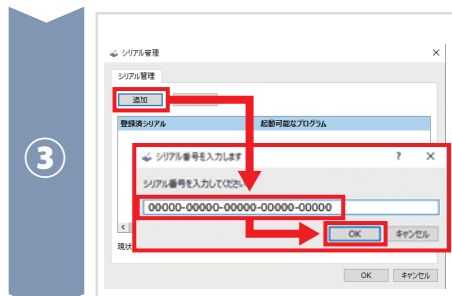 シリアル管理
シリアル管理
追加
登録済シリアル 起動可能なプログラム
③
シリアル番号を入力します ? ×
シリアル番号を入力してください
00000-00000-00000-00000-00000
OK キャンセル
現状
OK キャンセル